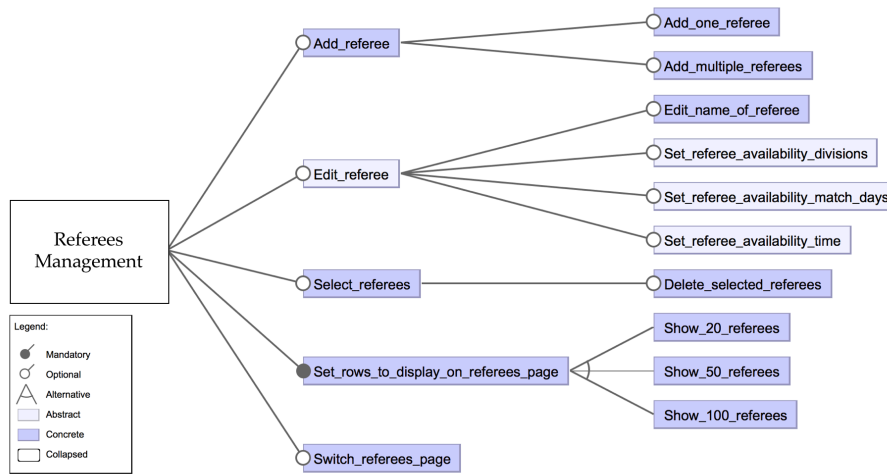 Add_one_referee
Add_referee
Add_multiple_referees
Edit_name_of_referee
Set_referee_availability_divisions
Edit_referee
Set_referee_availability_match_days
Set_referee_availability_time
Referees
Management
Select_referees
Delete_selected_referees
Show_20_referees
Set_rows_to_display_on_referees_page
Show_50_referees
Show_100_referees
Switch_referees_page
Legend:
Mandatory
Optional
Alternative
Abstract
Concrete
Collapsed